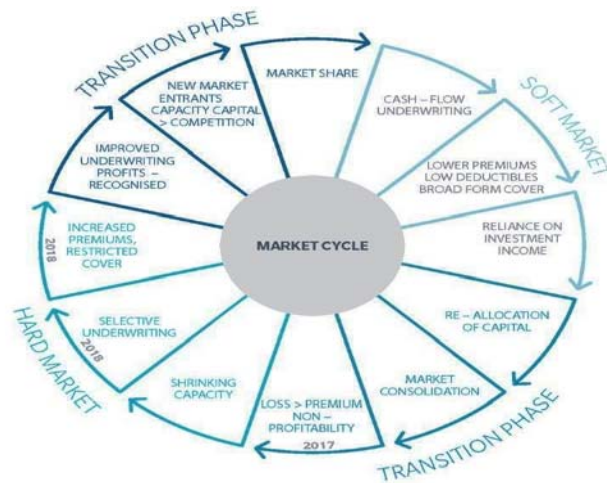 TRANSITION PHASE
MARKET SHARE
CASH – FLOW
UNDERWRITING
SOFT MARKET
LOWER PREMIUMS
LOW DEDUCTIBLES
BROAD FORM COVER
RELIANCE ON
INVESTMENT
INCOME
RE – ALLOCATION
OF CAPITAL
MARKET
CONSOLIDATION
TRANSITION PHASE
LOSS > PREMIUM
NON –
PROFITABILITY
2017
SHRINKING
CAPACITY
SELECTIVE
UNDERWRITING
2018
HARD MARKET
INCREASED
PREMIUMS,
RESTRICTED
COVER
2018
IMPROVED
UNDERWRITING
PROFITS –
RECOGNISED
NEW MARKET
ENTRANTS
CAPACITY CAPITAL
> COMPETITION
MARKET CYCLE